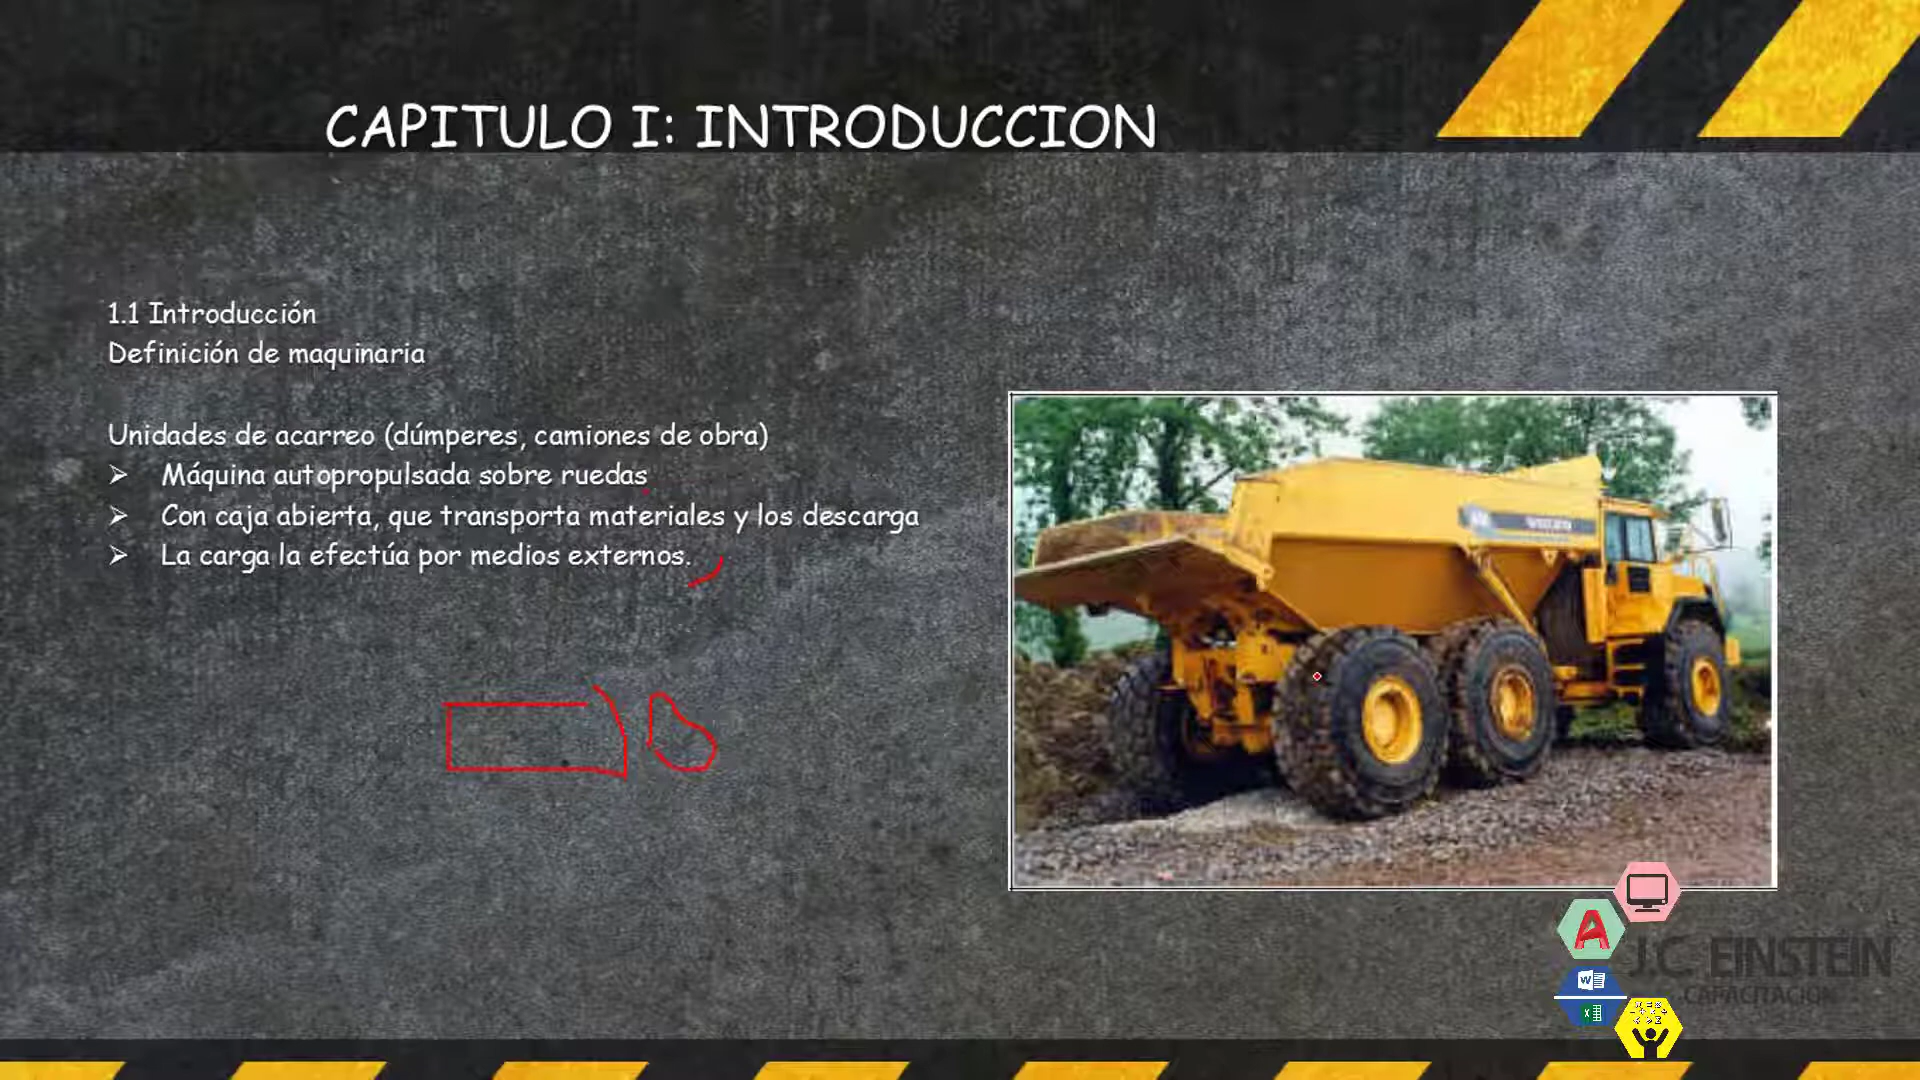 CAPITULO I: INTRODUCCION
1.1 Introducción
Definición de maquinaria
Unidades de acarreo (dúmperes, camiones de obra)
Máquina autopropulsada sobre ruedas
Con caja abierta, que transporta materiales y los descarga
La carga la efectúa por medios externos.
VOLVO
J.C. EINSTEIN
CAPACITACION